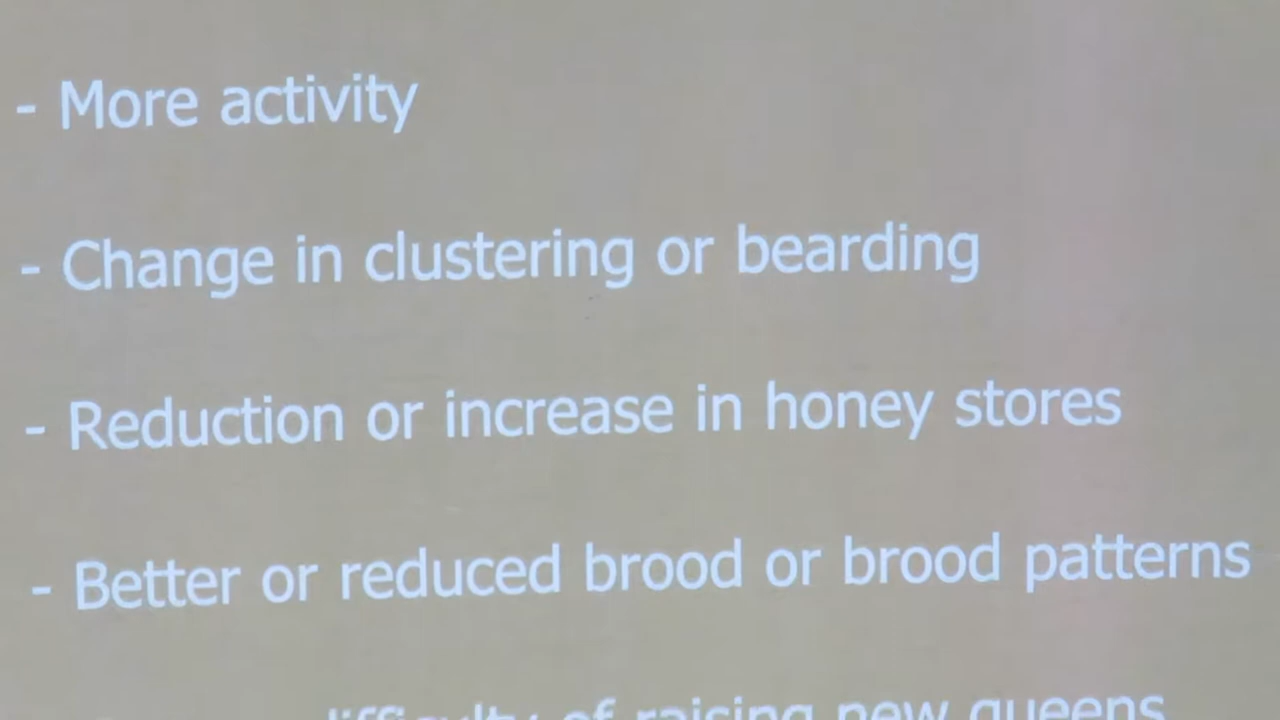 - More activity
- Change in clustering or bearding
- Reduction or increase in honey stores
- Better or reduced brood or brood patterns
difficulty of raising new queens